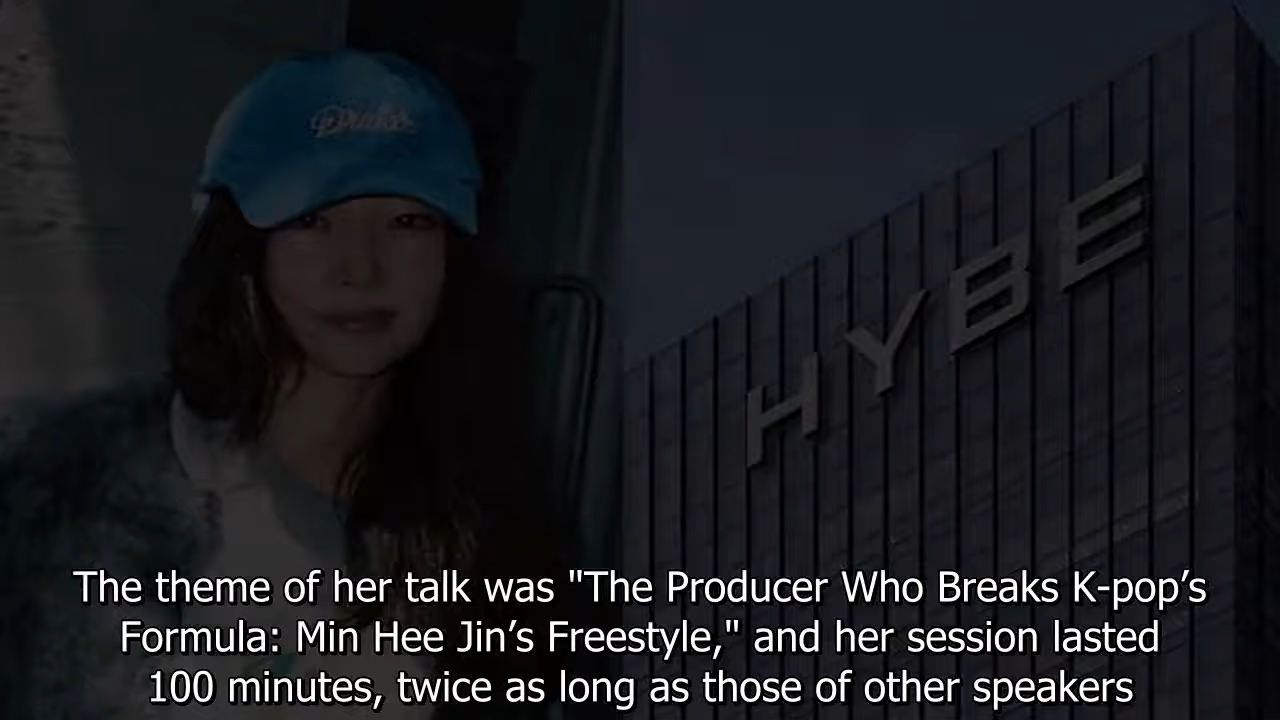 HYBE
The theme of her talk was "The Producer Who Breaks K-pop’s
Formula: Min Hee Jin’s Freestyle," and her session lasted
100 minutes, twice as long as those of other speakers